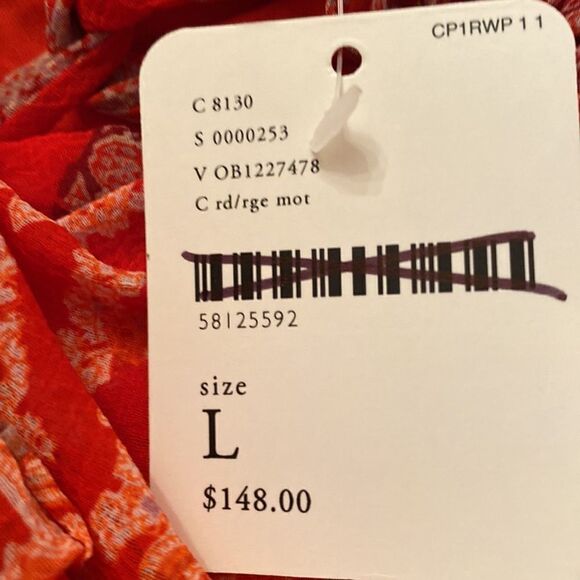 CP1RWP 1 1
C 8130
S 0000253
V OB1227478
C rd/rge mot
58125592
size
L
$148.00